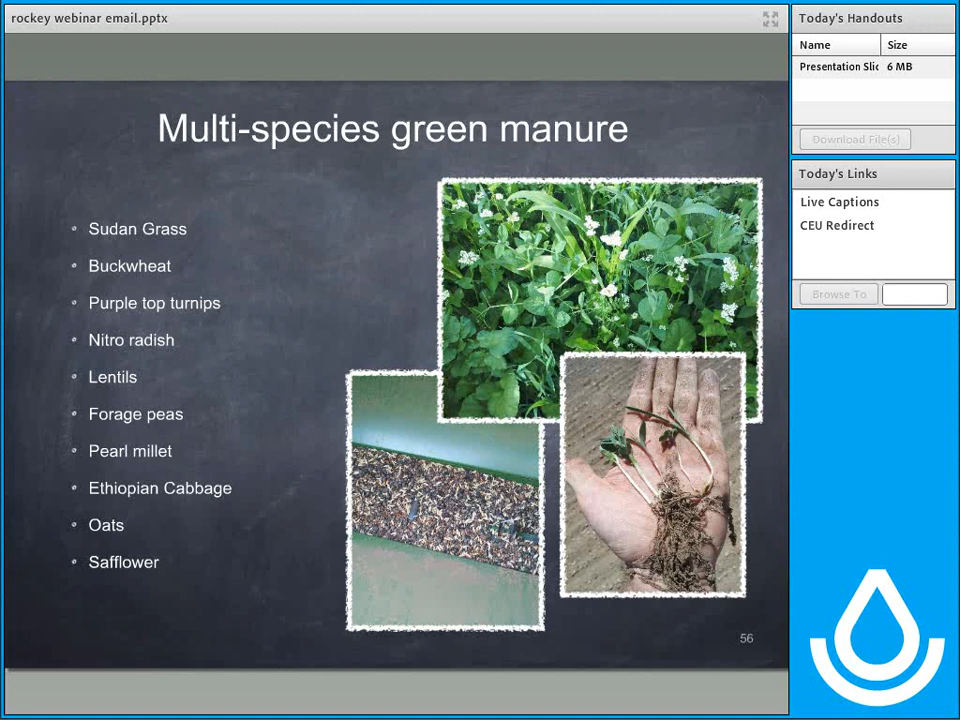 rockey webinar email.pptx
Multi-species green manure
Sudan Grass
Buckwheat
Purple top turnips
Nitro radish
Lentils
Forage peas
Pearl millet
Ethiopian Cabbage
Oats
Safflower
56
Today's Handouts
Name Size
Presentation Slic 6 MB
Download File(s)
Today's Links
Live Captions
CEU Redirect
Browse To